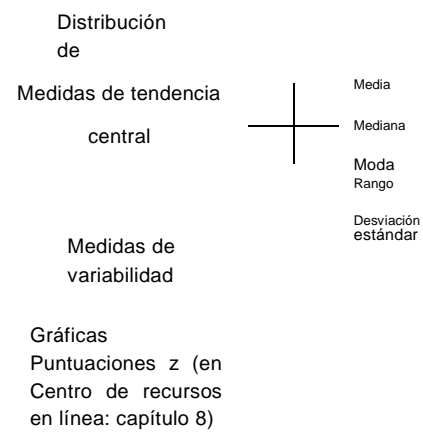 Distribución
de
Medidas de tendencia
central
Media
Mediana
Moda
Rango
Desviación
estándar
Medidas de
variabilidad
Gráficas
Puntuaciones z (en
Centro de recursos
en línea: capítulo 8)